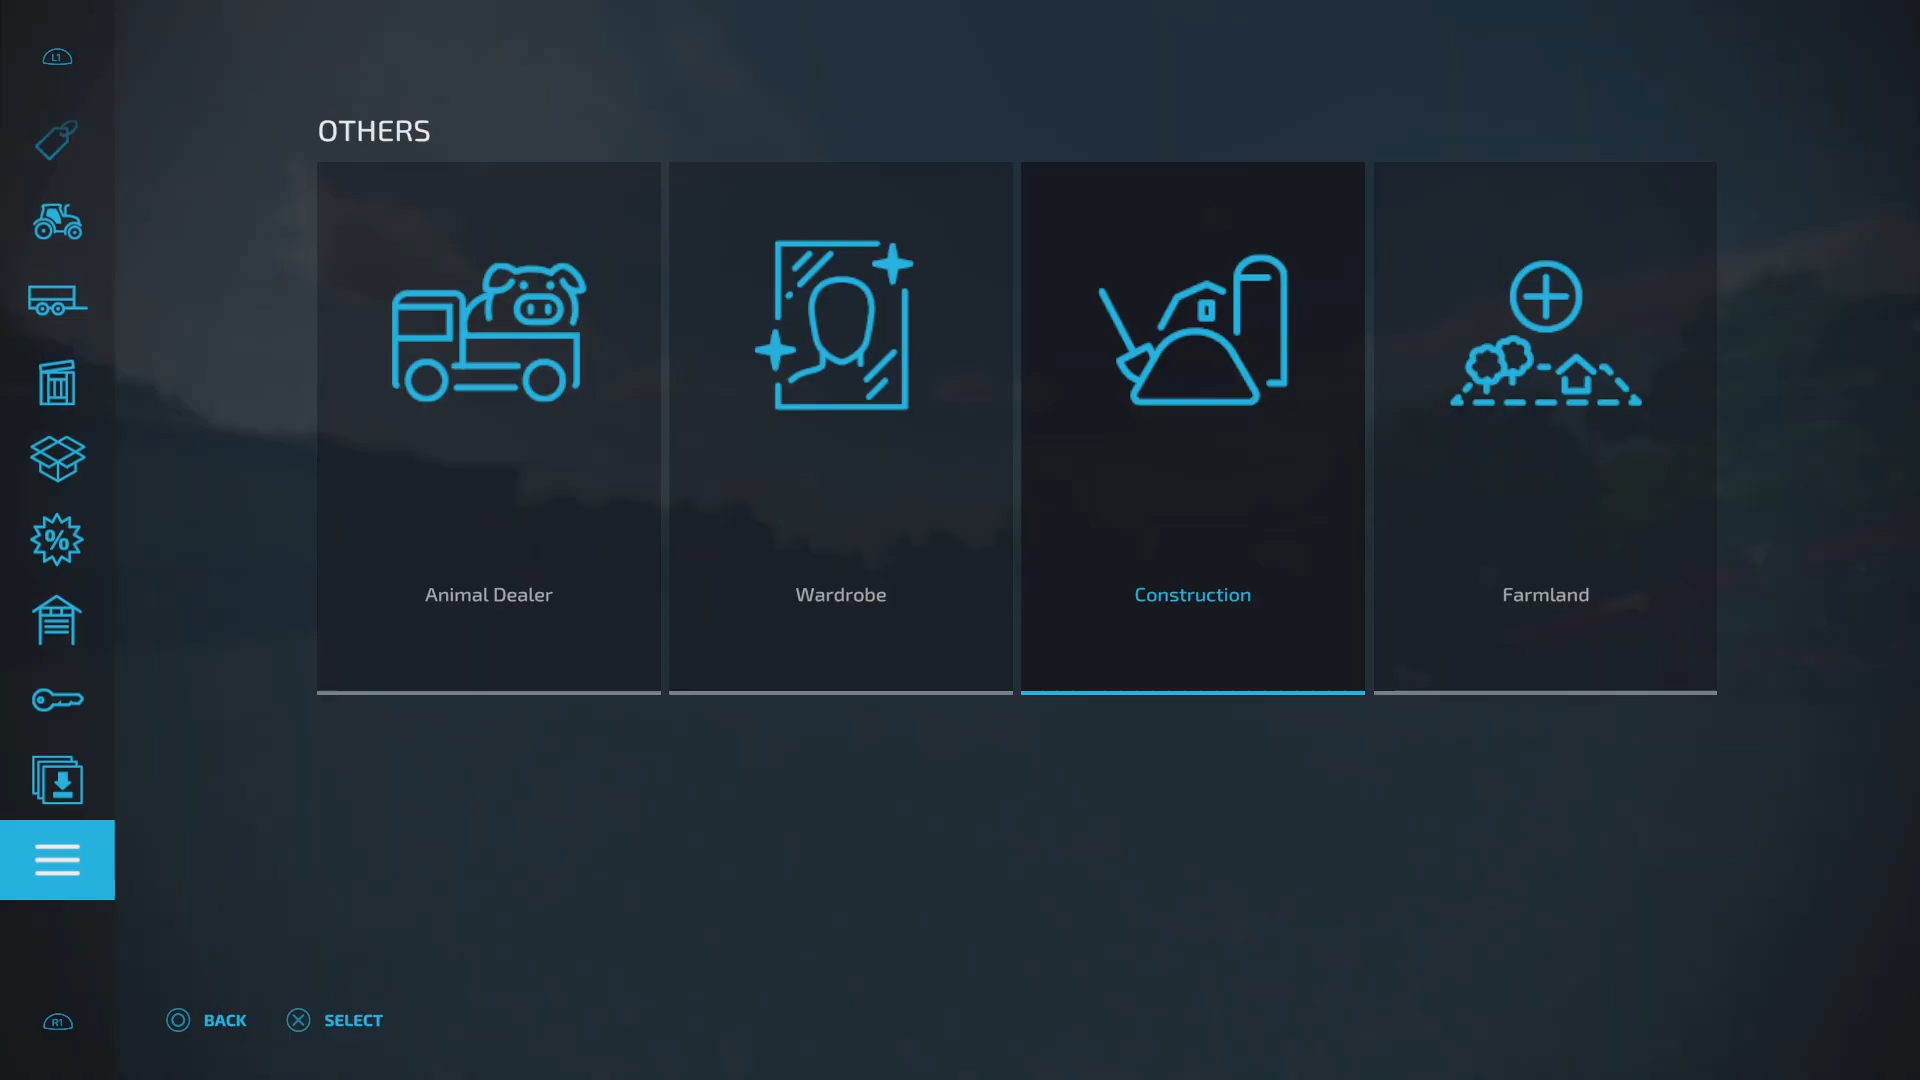 L1
OTHERS
Animal Dealer
Wardrobe
Construction
Farmland
%
R1
BACK
SELECT